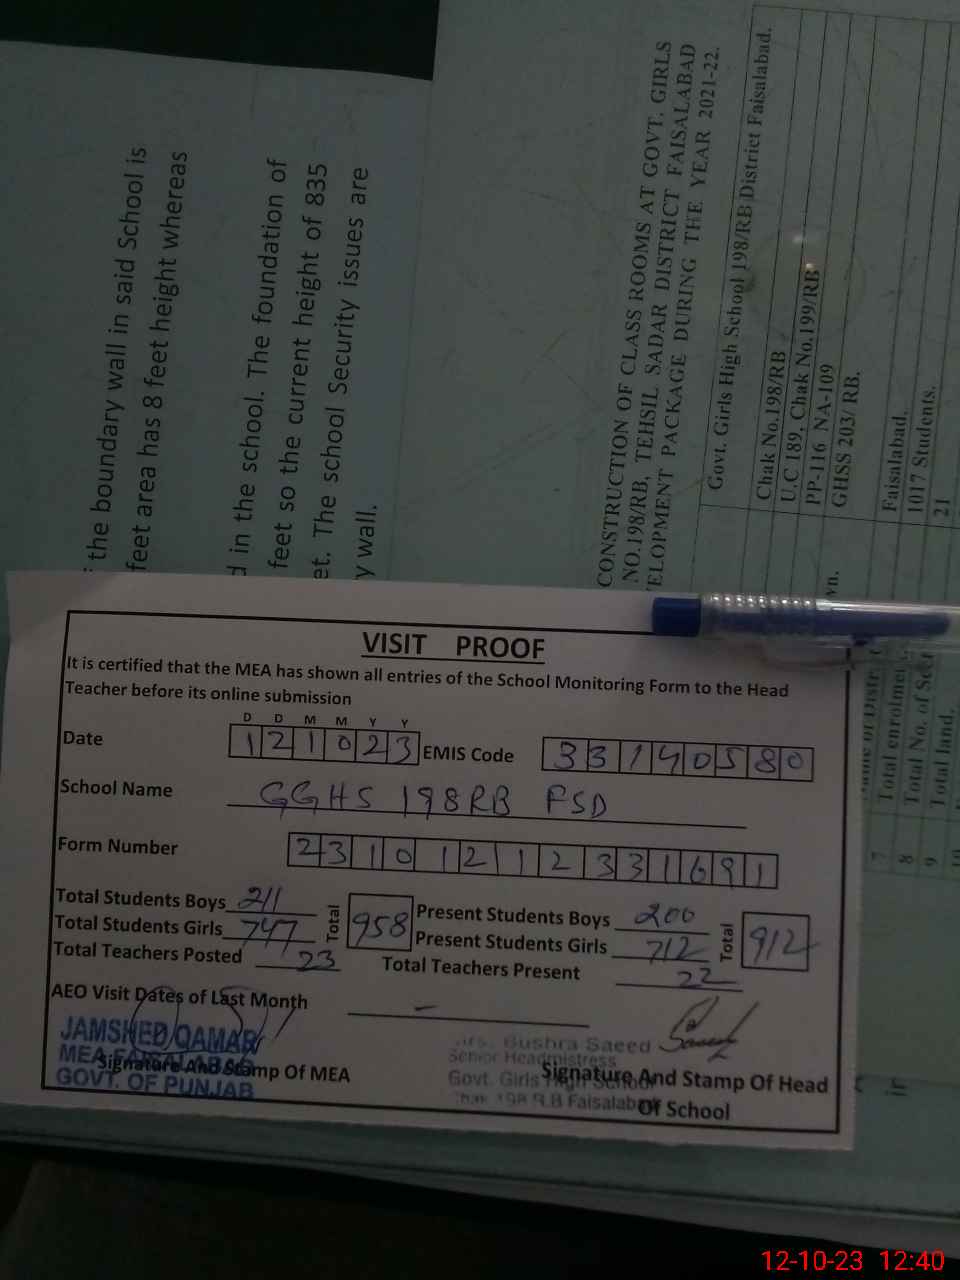 the boundary wall in said School is
feet area has 8 feet height whereas
d in the school. The foundation of
feet so the current height of 835
et. The school Security issues are
y wall.
CONSTRUCTION OF CLASS ROOMS AT GOVT. GIRLS
NO.198/RB, TEHSIL SADAR DISTRICT FAISALABAD
ELOPMENT PACKAGE DURING THE YEAR 2021-22.
Govt. Girls High School 198/RB District Faisalabad.
Chak No.198/RB
U.C 189, Chak No.199/RB
PP-116 NA-109
wn. GHSS 203/ RB.
Faisalabad.
7 Total enrolment 1017 Students.
8 Total No. of 21
9 Total land.
VISIT PROOF
It is certified that the MEA has shown all entries of the School Monitoring Form to the Head
Teacher before its online submission
D D M M Y Y
Date 1 2 1 0 2 3 EMIS Code 3 3 1 4 0 5 8 0
School Name GGHS 198RB FSD
Form Number 2 3 1 0 1 2 1 2 3 3 1 6 9 1
Total Students Boys 211 Total 958 Present Students Boys 200 Total 912
Total Students Girls 747 Present Students Girls 712
Total Teachers Posted 23 Total Teachers Present 22
AEO Visit Dates of Last Month –
JAMSHED QAMAR
MEA FAISALABAD
GOVT. OF PUNJAB
Signature And Stamp Of MEA
Mrs. Bushra Saeed
Senior Headmistress
Govt. Girls High School
Chak 198 R.B Faisalabad
Signature And Stamp Of Head
Of School
12-10-23 12:40